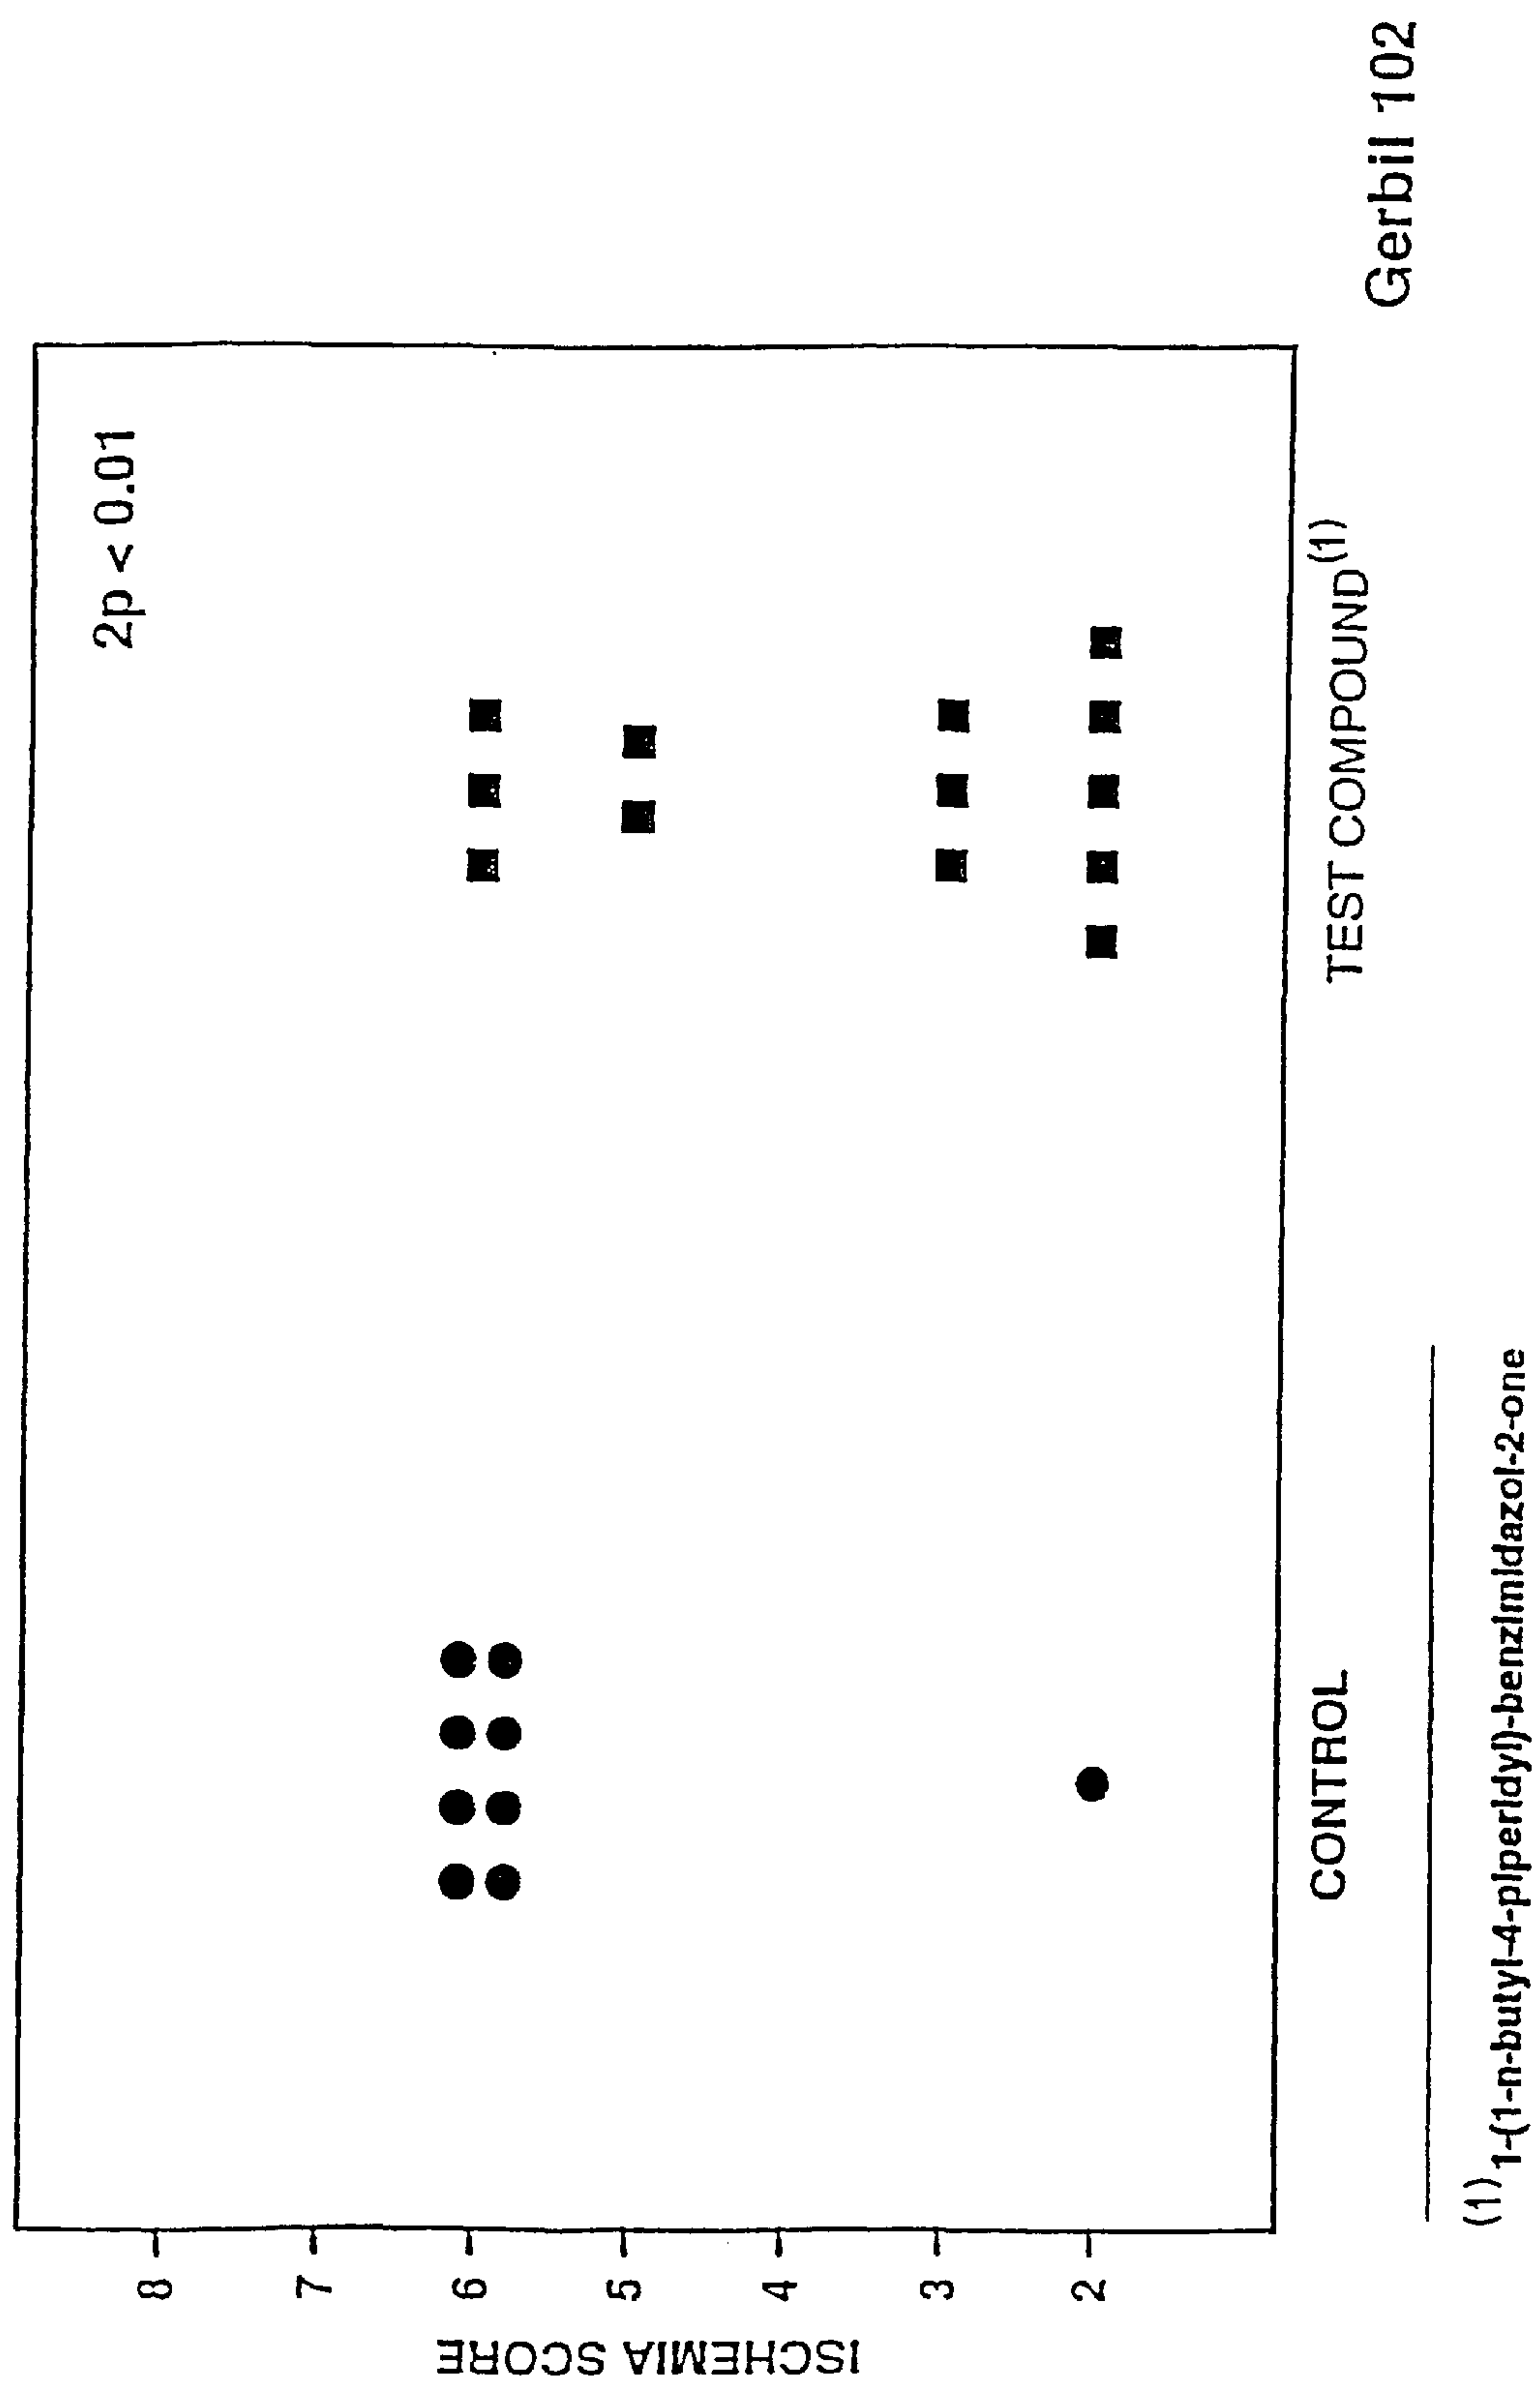 2p < 0.01
8
7
6
5
4
3
2
ISCHEMIA SCORE
CONTROL
TEST COMPOUND(1)
Gerbil 102
(1) 1-(1-n-butyl-4-piperidyl)-benzimidazol-2-one